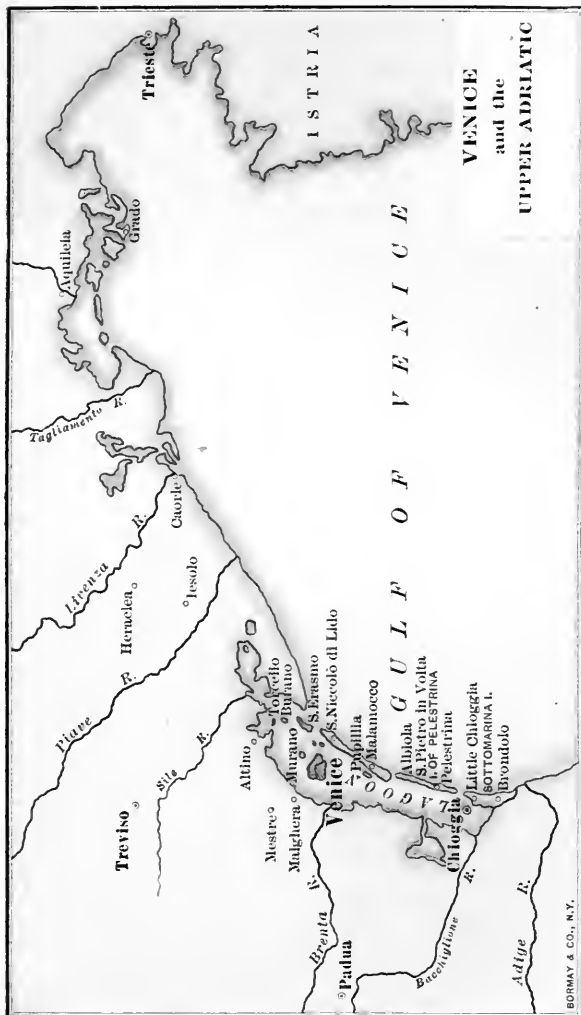 VENICE
and the
UPPER ADRIATIC
Trieste
ISTRIA
Aquileia
Grado
Tagliamento R.
Caorle
Livenza R.
Heraclea
Iesolo
Piave R.
Sile R.
Treviso
Altino
Torcello
Burano
S. Erasmo
S. Niccolò di Lido
Murano
Mestre
Malghera
Venice
Pupillia
Malamocco
GULF OF VENICE
LAGOON
Albiola
S. Pietro in Volta
I. OF PELESTRINA
Pelestrina
Little Chioggia
SOTTOMARINA I.
Chioggia
Brondolo
Brenta R.
Padua
Bacchiglione R.
Adige R.
BORMAY & CO., N.Y.